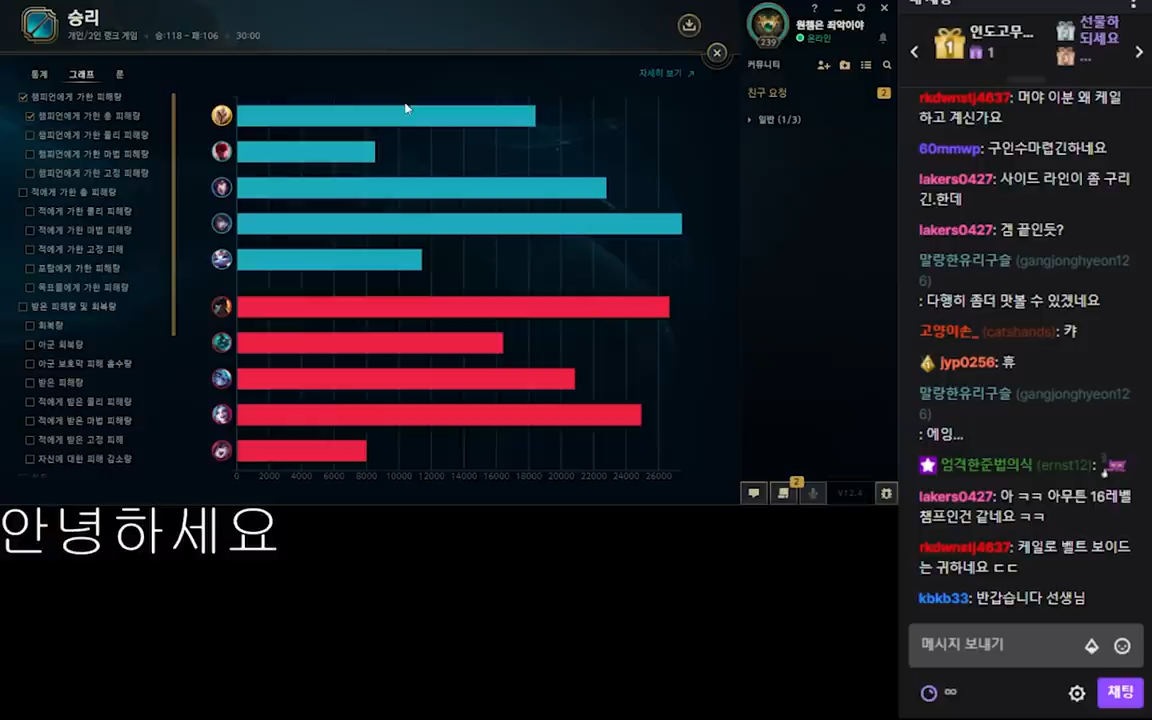 승리
개인/2인 랭크 게임 • 승:118 - 패:106 • 30:00
통계 그래프 룬
자세히 보기
챔피언에게 가한 피해량
챔피언에게 가한 총 피해량
챔피언에게 가한 물리 피해량
챔피언에게 가한 마법 피해량
챔피언에게 가한 고정 피해량
적에게 가한 총 피해량
적에게 가한 물리 피해량
적에게 가한 마법 피해량
적에게 가한 고정 피해
포탑에게 가한 피해량
목표물에게 가한 피해량
받은 피해량 및 회복량
회복량
아군 회복량
아군 보호막 피해 흡수량
받은 피해량
적에게 받은 물리 피해량
적에게 받은 마법 피해량
적에게 받은 고정 피해
자신에 대한 피해 감소량
0 2000 4000 6000 8000 10000 12000 14000 16000 18000 20000 22000 24000 26000
239
원챔은 죄악이야
온라인
커뮤니티
친구 요청 2
일반 (1/3)
2
V12.4
안녕하세요
인도고무...
1
1
선물하
되세요
...
rkdwnstj4637: 머야 이분 왜 케일
하고 계신가요
60mmwp: 구인수마렵긴하네요
lakers0427: 사이드 라인이 좀 구리
긴.한데
lakers0427: 겜 끝인듯?
말랑한유리구슬 (gangjonghyeon12
6)
: 다행히 좀더 맛볼 수 있겠네요
고양이손_ (catshands): 캬
jyp0256: 휴
말랑한유리구슬 (gangjonghyeon12
6)
: 에잉...
엄격한준법의식 (ernst12):
lakers0427: 아 ㅋㅋ 아무튼 16레벨
챔프인건 같네요 ㅋㅋ
rkdwnstj4637: 케일로 벨트 보이드
는 귀하네요 ㄷㄷ
kbkb33: 반갑습니다 선생님
메시지 보내기
채팅